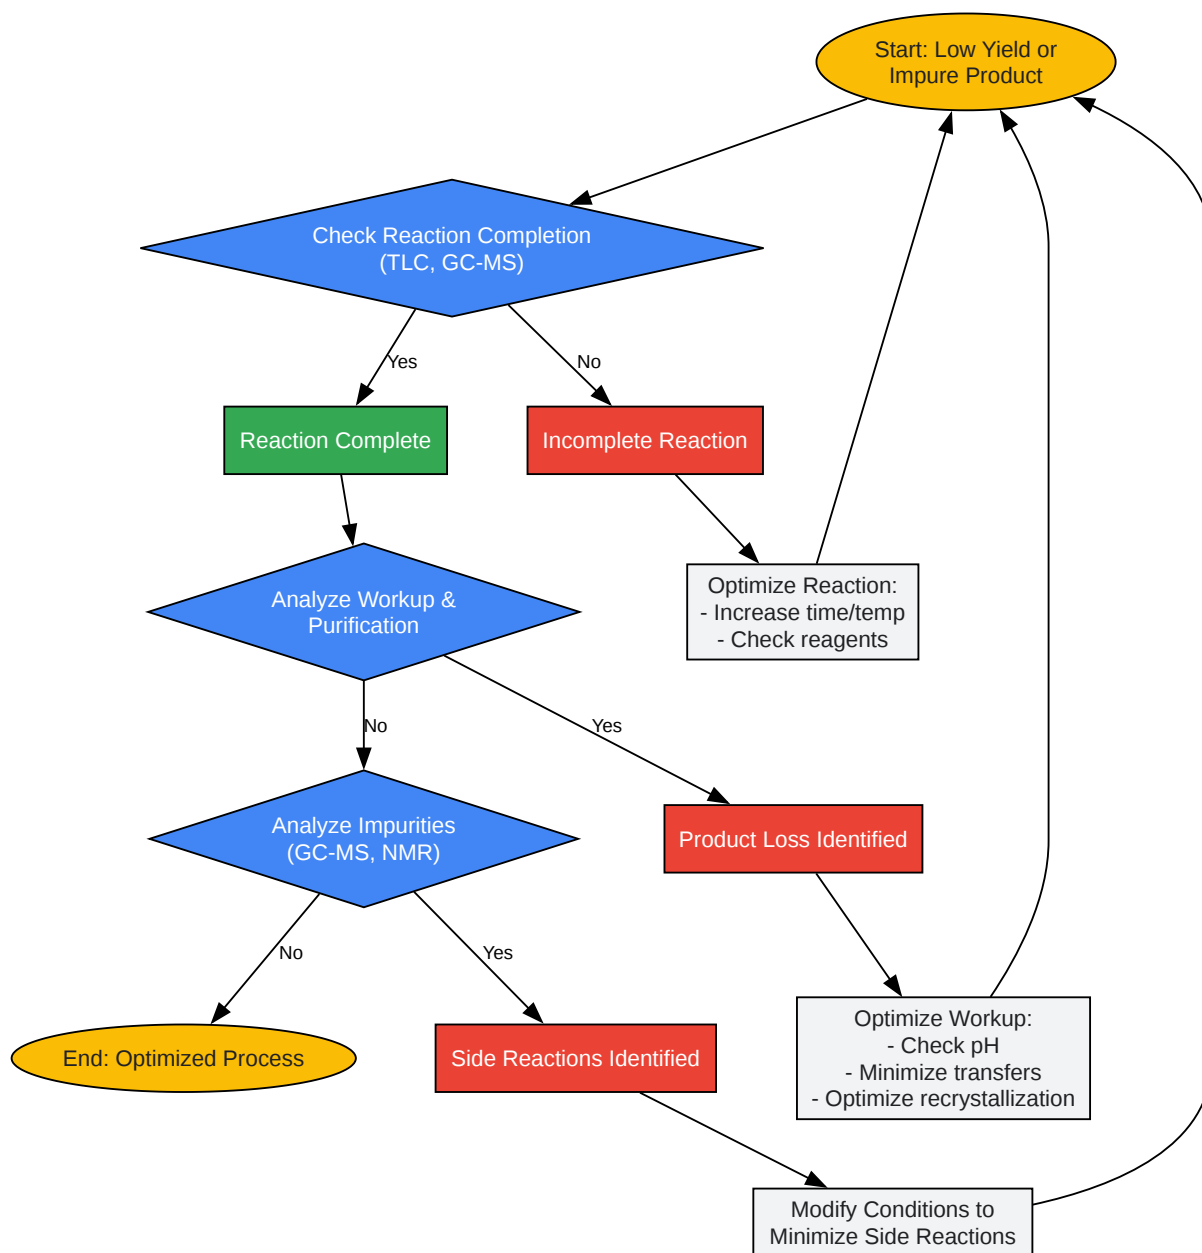 Start: Low Yield or
Impure Product
Check Reaction Completion
(TLC, GC-MS)
Yes
No
Reaction Complete
Incomplete Reaction
Analyze Workup &
Purification
Optimize Reaction:
- Increase time/temp
- Check reagents
No
Yes
Analyze Impurities
(GC-MS, NMR)
Product Loss Identified
No
Yes
End: Optimized Process
Side Reactions Identified
Optimize Workup:
- Check pH
- Minimize transfers
- Optimize recrystallization
Modify Conditions to
Minimize Side Reactions